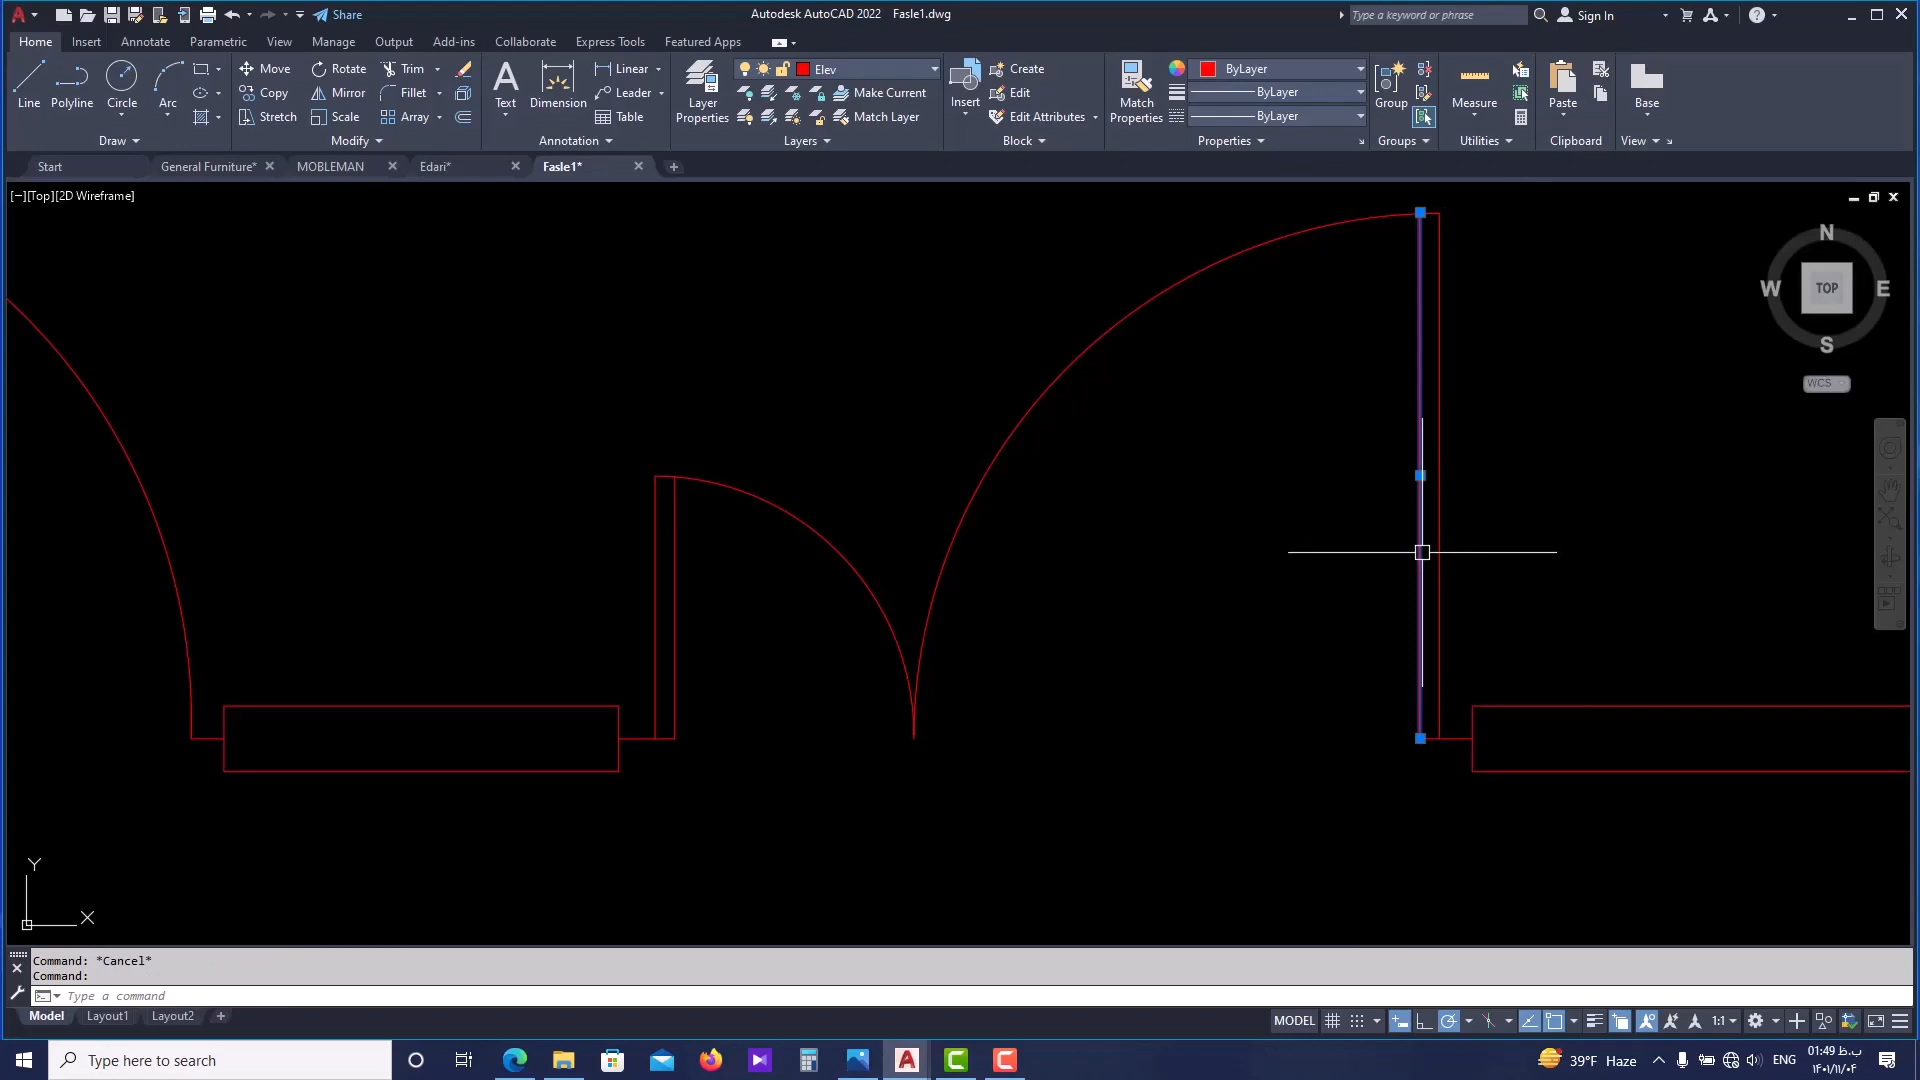 Share
Autodesk AutoCAD 2022 Fasle1.dwg
Type a keyword or phrase
Sign In
Home Insert Annotate Parametric View Manage Output Add-ins Collaborate Express Tools Featured Apps
Line Polyline Circle Arc
Move Rotate Trim
Copy Mirror Fillet
Stretch Scale Array
Text Dimension
Linear
Leader
Table
Layer Properties
Elev
Make Current
Match Layer
Insert
Create
Edit
Edit Attributes
Match Properties
ByLayer
ByLayer
ByLayer
Group
Measure
Paste
Base
Draw Modify Annotation Layers Block Properties Groups Utilities Clipboard View
Start General Furniture* MOBLEMAN Edari* Fasle1*
[−][Top][2D Wireframe]
N
W TOP E
S
WCS
Y
X
Command: *Cancel*
Command:
Type a command
Model Layout1 Layout2
MODEL 1:1
Type here to search
39°F Haze
ENG
01:49 ب.ظ
۱۴۰۱/۱۱/۰۴